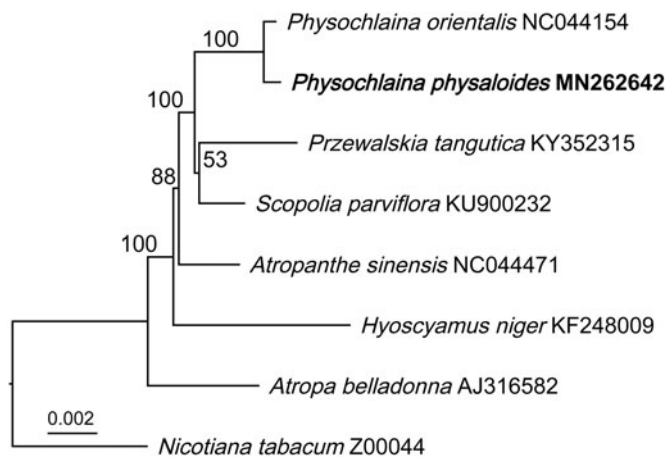 Physochlaina orientalis NC044154
100
Physochlaina physaloides MN262642
100
Przewalskia tangutica KY352315
53
88
Scopolia parviflora KU900232
100
Atropanthe sinensis NC044471
Hyoscyamus niger KF248009
Atropa belladonna AJ316582
0.002
Nicotiana tabacum Z00044